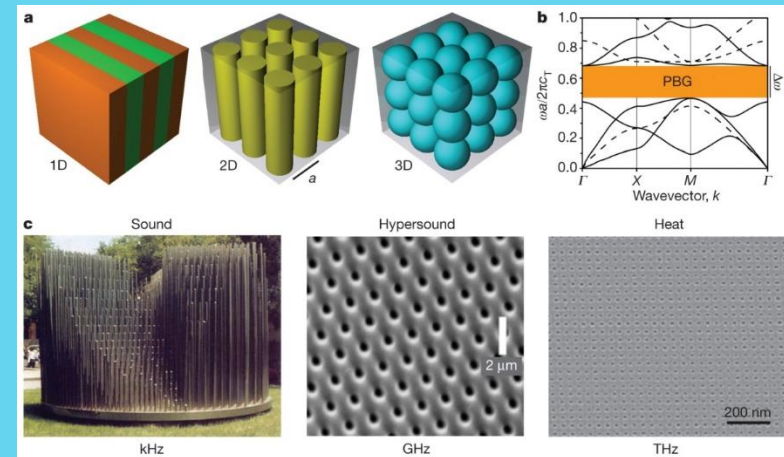 a
1D
2D
a
3D
b
ωa/2πcT
1.0
0.8
0.6
0.4
0.2
0.0
PBG
Δω
Γ
X
M
Γ
Wavevector, k
c
Sound
Hypersound
Heat
2 μm
200 nm
kHz
GHz
THz